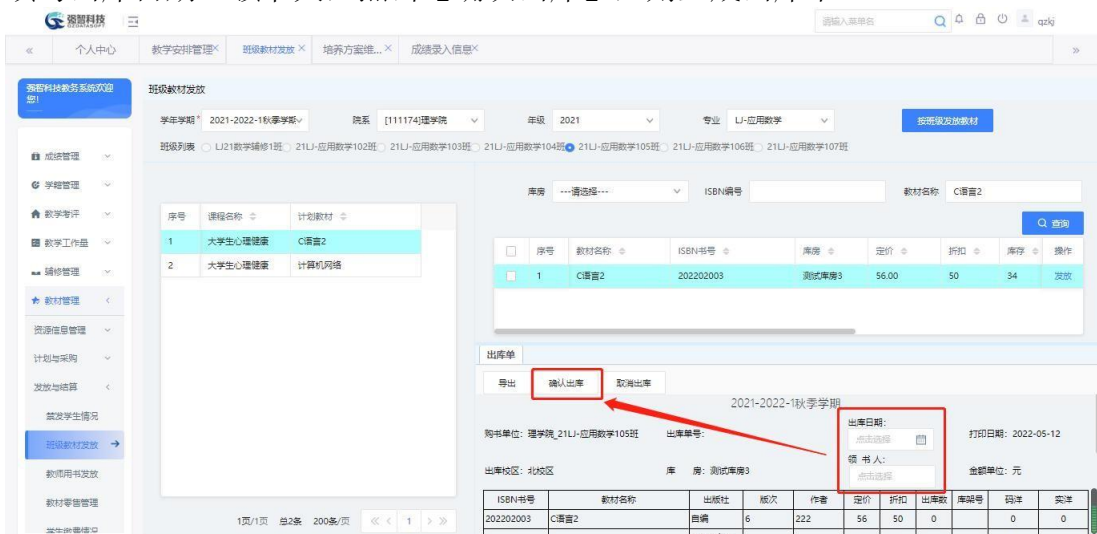 强智科技
请输入菜单名
qzkj
« 个人中心 教学安排管理× 班级教材发放× 培养方案维...× 成绩录入信息× »
强智科技教务系统欢迎您!
成绩管理
学籍管理
教学考评
教学工作量
辅修管理
教材管理
资源信息管理
计划与采购
发放与结算
禁发学生情况
班级教材发放
教师用书发放
教材零售管理
学生缴费情况
班级教材发放
学年学期* 2021-2022-1秋季学期 院系 [111174]理学院 年级 2021 专业 LJ-应用数学 按班级发放教材
班级列表 LJ21数学辅修1班 21LJ-应用数学102班 21LJ-应用数学103班 21LJ-应用数学104班 21LJ-应用数学105班 21LJ-应用数学106班 21LJ-应用数学107班
序号 课程名称 计划教材
1 大学生心理健康 C语言2
2 大学生心理健康 计算机网络
1页/1页 总2条 200条/页 1
库房 ---请选择--- ISBN编号 教材名称 C语言2
查询
序号 教材名称 ISBN书号 库房 定价 折扣 库存 操作
1 C语言2 202202003 测试库房3 56.00 50 34 发放
出库单
导出 确认出库 取消出库
2021-2022-1秋季学期
购书单位: 理学院_21LJ-应用数学105班 出库单号: 出库日期: 点击选择 打印日期: 2022-05-12
出库校区: 北校区 库 房: 测试库房3 领 书 人: 点击选择 金额单位: 元
ISBN书号 教材名称 出版社 版次 作者 定价 折扣 出库数 库架号 码洋 实洋
202202003 C语言2 自编 6 222 56 50 0 0 0